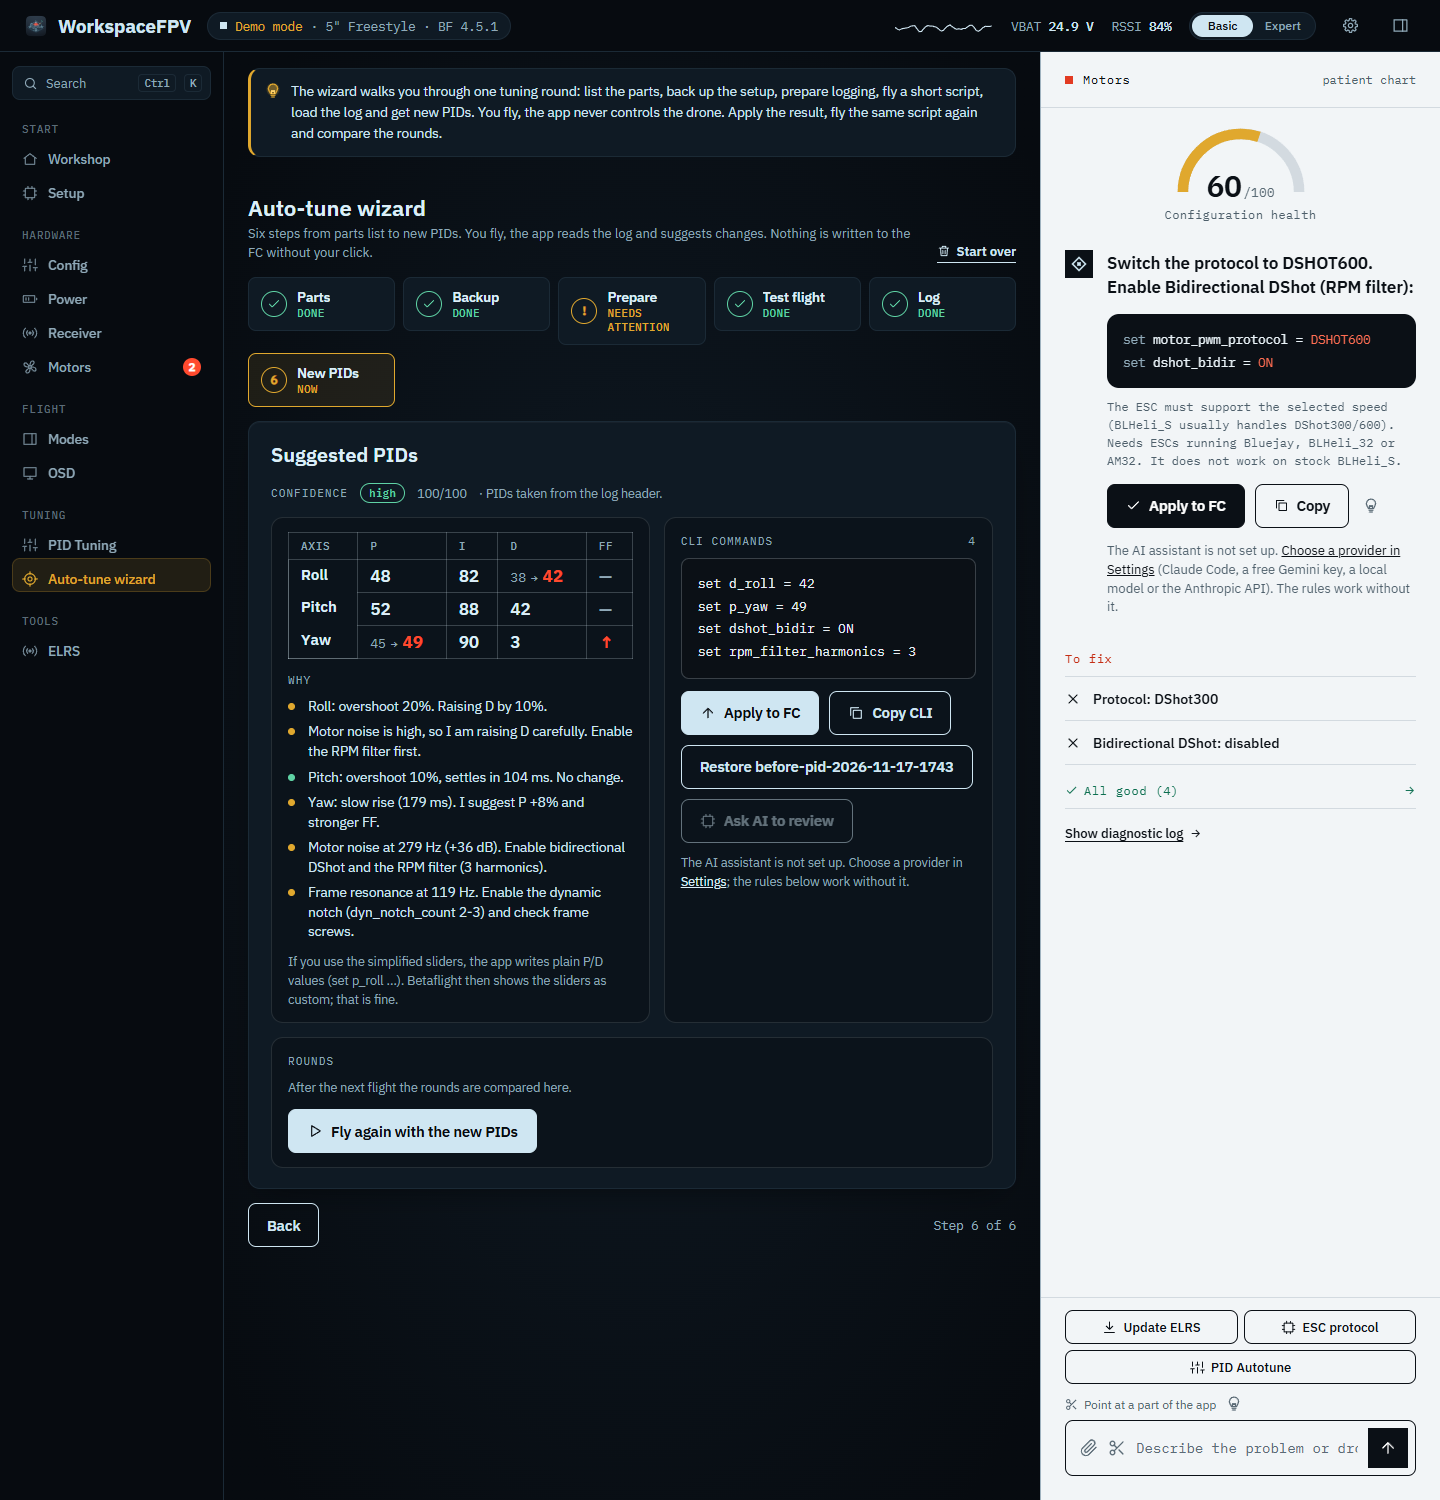 WorkspaceFPV
Demo mode · 5" Freestyle · BF 4.5.1
VBAT 24.9 V
RSSI 84%
Basic
Expert
Search
Ctrl
K
START
Workshop
Setup
HARDWARE
Config
Power
Receiver
Motors
2
FLIGHT
Modes
OSD
TUNING
PID Tuning
Auto-tune wizard
TOOLS
ELRS
The wizard walks you through one tuning round: list the parts, back up the setup, prepare logging, fly a short script,
load the log and get new PIDs. You fly, the app never controls the drone. Apply the result, fly the same script again
and compare the rounds.
Auto-tune wizard
Six steps from parts list to new PIDs. You fly, the app reads the log and suggests changes. Nothing is written to the
FC without your click.
Start over
Parts
DONE
Backup
DONE
!
Prepare
NEEDS
ATTENTION
Test flight
DONE
Log
DONE
6
New PIDs
NOW
Suggested PIDs
CONFIDENCE high 100/100 · PIDs taken from the log header.
AXIS P I D FF
Roll 48 82 38 → 42 —
Pitch 52 88 42 —
Yaw 45 → 49 90 3 ↑
WHY
Roll: overshoot 20%. Raising D by 10%.
Motor noise is high, so I am raising D carefully. Enable
the RPM filter first.
Pitch: overshoot 10%, settles in 104 ms. No change.
Yaw: slow rise (179 ms). I suggest P +8% and
stronger FF.
Motor noise at 279 Hz (+36 dB). Enable bidirectional
DShot and the RPM filter (3 harmonics).
Frame resonance at 119 Hz. Enable the dynamic
notch (dyn_notch_count 2-3) and check frame
screws.
If you use the simplified sliders, the app writes plain P/D
values (set p_roll ...). Betaflight then shows the sliders as
custom; that is fine.
CLI COMMANDS 4
set d_roll = 42
set p_yaw = 49
set dshot_bidir = ON
set rpm_filter_harmonics = 3
Apply to FC
Copy CLI
Restore before-pid-2026-11-17-1743
Ask AI to review
The AI assistant is not set up. Choose a provider in
Settings; the rules below work without it.
ROUNDS
After the next flight the rounds are compared here.
Fly again with the new PIDs
Back
Step 6 of 6
Motors
patient chart
60/100
Configuration health
Switch the protocol to DSHOT600.
Enable Bidirectional DShot (RPM filter):
set motor_pwm_protocol = DSHOT600
set dshot_bidir = ON
The ESC must support the selected speed
(BLHeli_S usually handles DShot300/600).
Needs ESCs running Bluejay, BLHeli_32 or
AM32. It does not work on stock BLHeli_S.
Apply to FC
Copy
The AI assistant is not set up. Choose a provider in
Settings (Claude Code, a free Gemini key, a local
model or the Anthropic API). The rules work without
it.
To fix
Protocol: DShot300
Bidirectional DShot: disabled
All good (4)
→
Show diagnostic log →
Update ELRS
ESC protocol
PID Autotune
Point at a part of the app
Describe the problem or dro